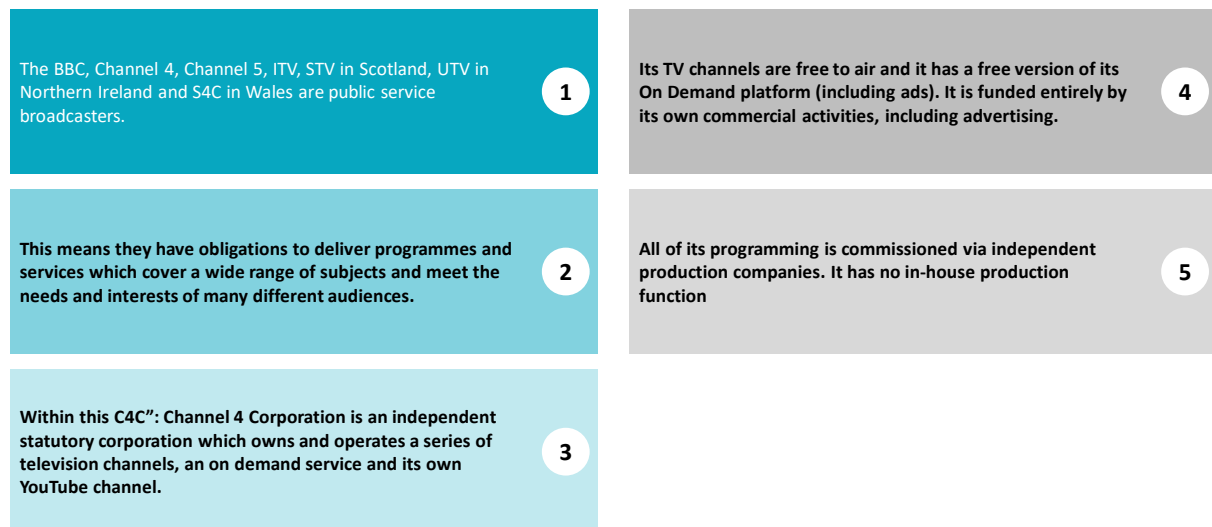 The BBC, Channel 4, Channel 5, ITV, STV in Scotland, UTV in
Northern Ireland and S4C in Wales are public service
broadcasters.
1
This means they have obligations to deliver programmes and
services which cover a wide range of subjects and meet the
needs and interests of many different audiences.
2
Within this C4C”: Channel 4 Corporation is an independent
statutory corporation which owns and operates a series of
television channels, an on demand service and its own
YouTube channel.
3
Its TV channels are free to air and it has a free version of its
On Demand platform (including ads). It is funded entirely by
its own commercial activities, including advertising.
4
All of its programming is commissioned via independent
production companies. It has no in-house production
function
5